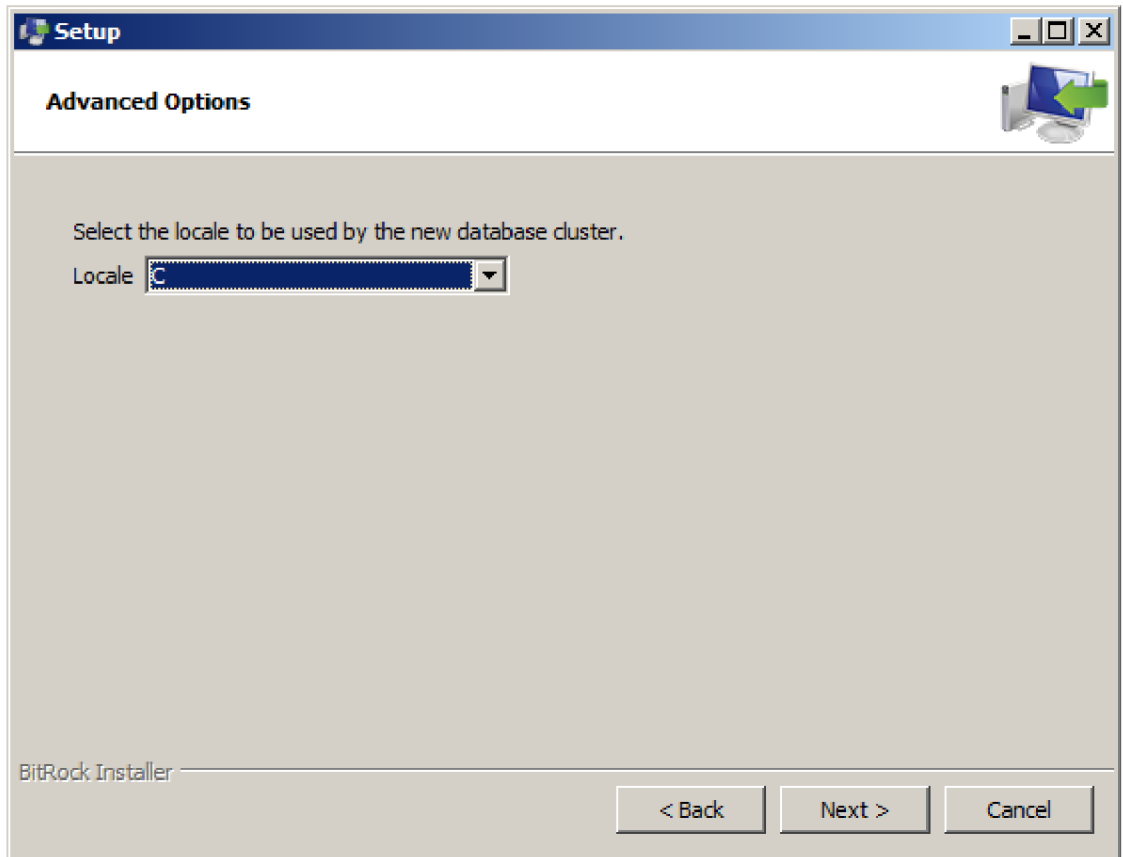 Setup
Advanced Options
Select the locale to be used by the new database cluster.
Locale C
BitRock Installer
< Back Next > Cancel